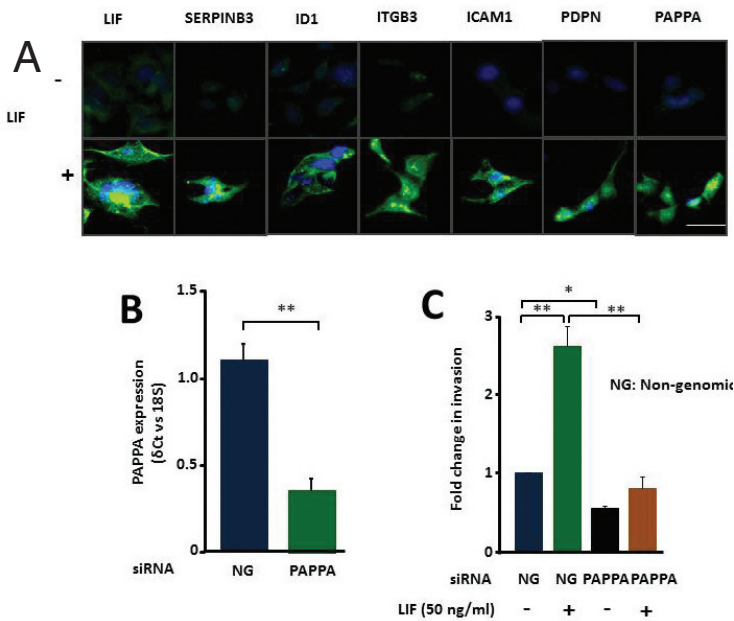 LIF SERPINB3 ID1 ITGB3 ICAM1 PDPN PAPPA
A
-
LIF
+
B
PAPPA expression
(δCt vs 18S)
1.5
1.0
0.5
0
**
siRNA NG PAPPA
C
Fold change in invasion
3
2
1
0
*
** **
NG: Non-genomic
siRNA NG NG PAPPA PAPPA
LIF (50 ng/ml) - + - +